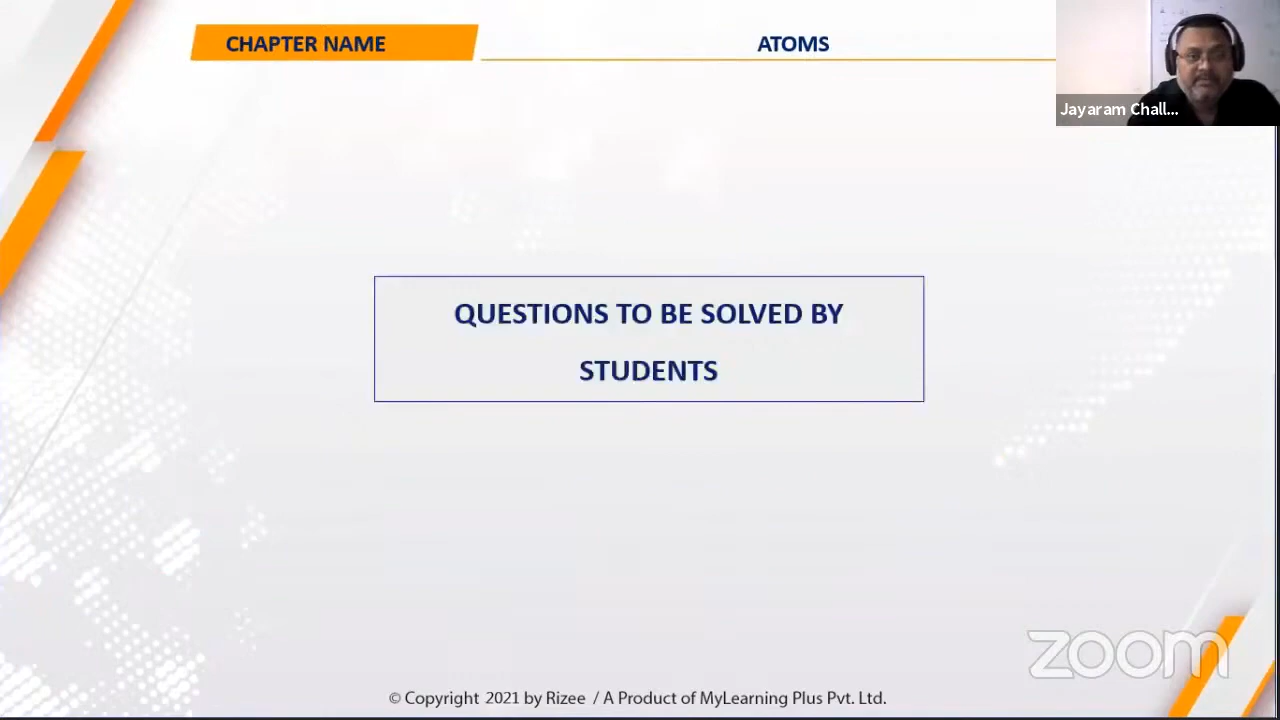 CHAPTER NAME
ATOMS
Jayaram Chall...
QUESTIONS TO BE SOLVED BY
STUDENTS
zoom
© Copyright 2021 by Rizee / A Product of MyLearning Plus Pvt. Ltd.